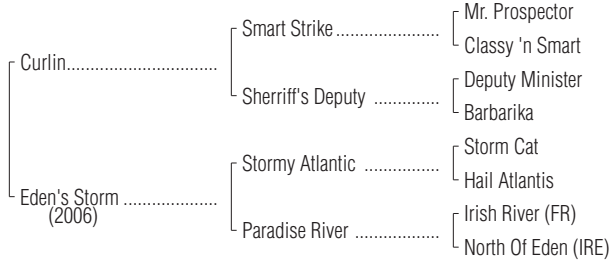 Mr. Prospector
Smart Strike......................
Classy 'n Smart
Curlin................................
Deputy Minister
Sherriff's Deputy ..............
Barbarika
Storm Cat
Stormy Atlantic ................
Hail Atlantis
Eden's Storm ....................
(2006)
Irish River (FR)
Paradise River ..................
North Of Eden (IRE)